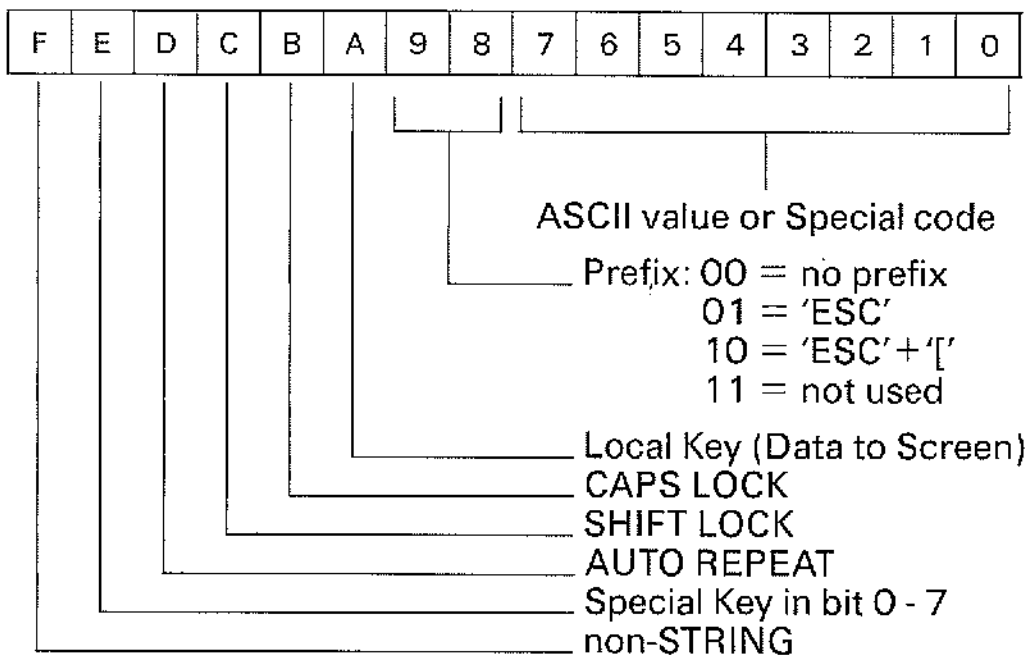 F E D C B A 9 8 7 6 5 4 3 2 1 0
ASCII value or Special code
Prefix: 00 = no prefix
01 = 'ESC'
10 = 'ESC'+'['
11 = not used
Local Key (Data to Screen)
CAPS LOCK
SHIFT LOCK
AUTO REPEAT
Special Key in bit 0 - 7
non-STRING